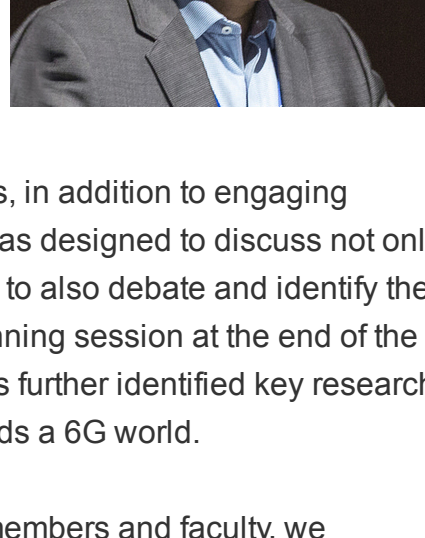 s, in addition to engaging
as designed to discuss not onl
to also debate and identify the
nning session at the end of the
s further identified key research
ds a 6G world.
members and faculty, we